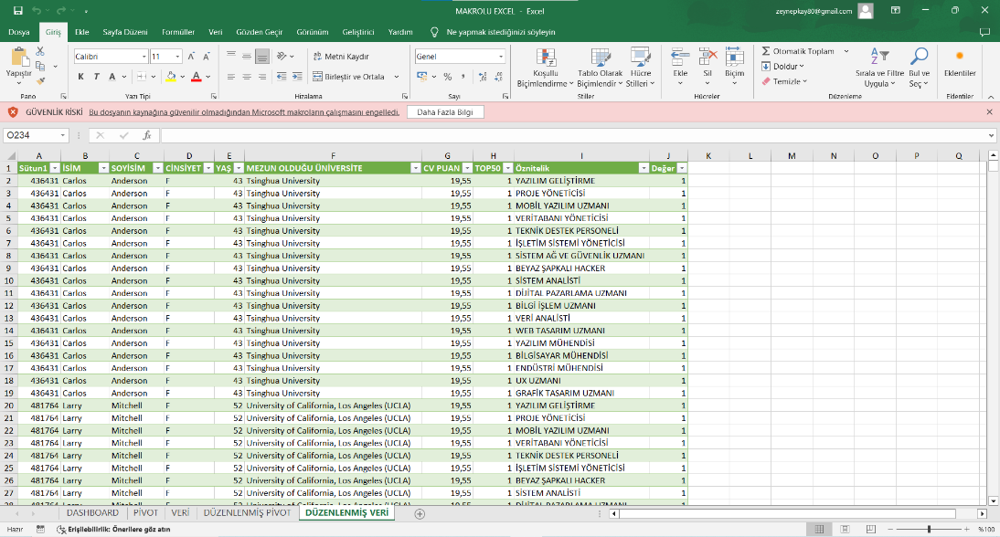 MAKROLU EXCEL - Excel
zeynepkay80@gmail.com
Dosya Giriş Ekle Sayfa Düzeni Formüller Veri Gözden Geçir Görünüm Geliştirici Yardım Ne yapmak istediğinizi söyleyin
Yapıştır
Pano
Calibri 11
K T A
Yazı Tipi
Metni Kaydır
Birleştir ve Ortala
Hizalama
Genel
%
Sayı
Koşullu Biçimlendirme
Tablo Olarak Biçimlendir
Hücre Stilleri
Stiller
Ekle
Sil
Biçim
Hücreler
Otomatik Toplam
Doldur
Temizle
Sırala ve Filtre Uygula
Bul ve Seç
Düzenleme
Eklentiler
Eklentiler
GÜVENLİK RİSKİ Bu dosyanın kaynağına güvenilir olmadığından Microsoft makroların çalışmasını engelledi. Daha Fazla Bilgi
O234 fx
A B C D E F G H I J K L M N O P Q
1 Sütun1 İSİM SOYİSİM CİNSİYET YAŞ MEZUN OLDUĞU ÜNİVERSİTE CV PUAN TOP50 Öznitelik Değer
2 436431 Carlos Anderson F 43 Tsinghua University 19,55 1 YAZILIM GELİŞTİRME 1
3 436431 Carlos Anderson F 43 Tsinghua University 19,55 1 PROJE YÖNETİCİSİ 1
4 436431 Carlos Anderson F 43 Tsinghua University 19,55 1 MOBİL YAZILIM UZMANI 1
5 436431 Carlos Anderson F 43 Tsinghua University 19,55 1 VERİTABANI YÖNETİCİSİ 1
6 436431 Carlos Anderson F 43 Tsinghua University 19,55 1 TEKNİK DESTEK PERSONELİ 1
7 436431 Carlos Anderson F 43 Tsinghua University 19,55 1 İŞLETİM SİSTEMİ YÖNETİCİSİ 1
8 436431 Carlos Anderson F 43 Tsinghua University 19,55 1 SİSTEM AĞ VE GÜVENLİK UZMANI 1
9 436431 Carlos Anderson F 43 Tsinghua University 19,55 1 BEYAZ ŞAPKALI HACKER 1
10 436431 Carlos Anderson F 43 Tsinghua University 19,55 1 SİSTEM ANALİSTİ 1
11 436431 Carlos Anderson F 43 Tsinghua University 19,55 1 DİJİTAL PAZARLAMA UZMANI 1
12 436431 Carlos Anderson F 43 Tsinghua University 19,55 1 BİLGİ İŞLEM UZMANI 1
13 436431 Carlos Anderson F 43 Tsinghua University 19,55 1 VERİ ANALİSTİ 1
14 436431 Carlos Anderson F 43 Tsinghua University 19,55 1 WEB TASARIM UZMANI 1
15 436431 Carlos Anderson F 43 Tsinghua University 19,55 1 YAZILIM MÜHENDİSİ 1
16 436431 Carlos Anderson F 43 Tsinghua University 19,55 1 BİLGİSAYAR MÜHENDİSİ 1
17 436431 Carlos Anderson F 43 Tsinghua University 19,55 1 ENDÜSTRİ MÜHENDİSİ 1
18 436431 Carlos Anderson F 43 Tsinghua University 19,55 1 UX UZMANI 1
19 436431 Carlos Anderson F 43 Tsinghua University 19,55 1 GRAFİK TASARIM UZMANI 1
20 481764 Larry Mitchell F 52 University of California, Los Angeles (UCLA) 19,55 1 YAZILIM GELİŞTİRME 1
21 481764 Larry Mitchell F 52 University of California, Los Angeles (UCLA) 19,55 1 PROJE YÖNETİCİSİ 1
22 481764 Larry Mitchell F 52 University of California, Los Angeles (UCLA) 19,55 1 MOBİL YAZILIM UZMANI 1
23 481764 Larry Mitchell F 52 University of California, Los Angeles (UCLA) 19,55 1 VERİTABANI YÖNETİCİSİ 1
24 481764 Larry Mitchell F 52 University of California, Los Angeles (UCLA) 19,55 1 TEKNİK DESTEK PERSONELİ 1
25 481764 Larry Mitchell F 52 University of California, Los Angeles (UCLA) 19,55 1 İŞLETİM SİSTEMİ YÖNETİCİSİ 1
26 481764 Larry Mitchell F 52 University of California, Los Angeles (UCLA) 19,55 1 BEYAZ ŞAPKALI HACKER 1
27 481764 Larry Mitchell F 52 University of California, Los Angeles (UCLA) 19,55 1 SİSTEM ANALİSTİ 1
DASHBOARD PİVOT VERİ DÜZENLENMİŞ PİVOT DÜZENLENMİŞ VERİ
Hazır Erişilebilirlik: Önerilere göz atın %100